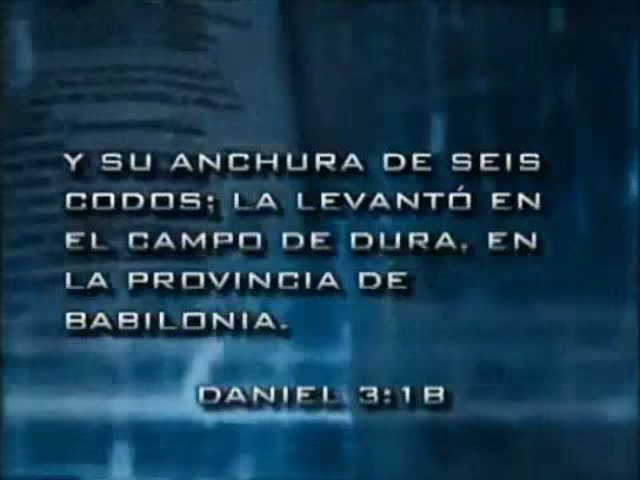 Y SU ANCHURA DE SEIS
CODOS; LA LEVANTÓ EN
EL CAMPO DE DURA, EN
LA PROVINCIA DE
BABILONIA.
DANIEL 3:1B